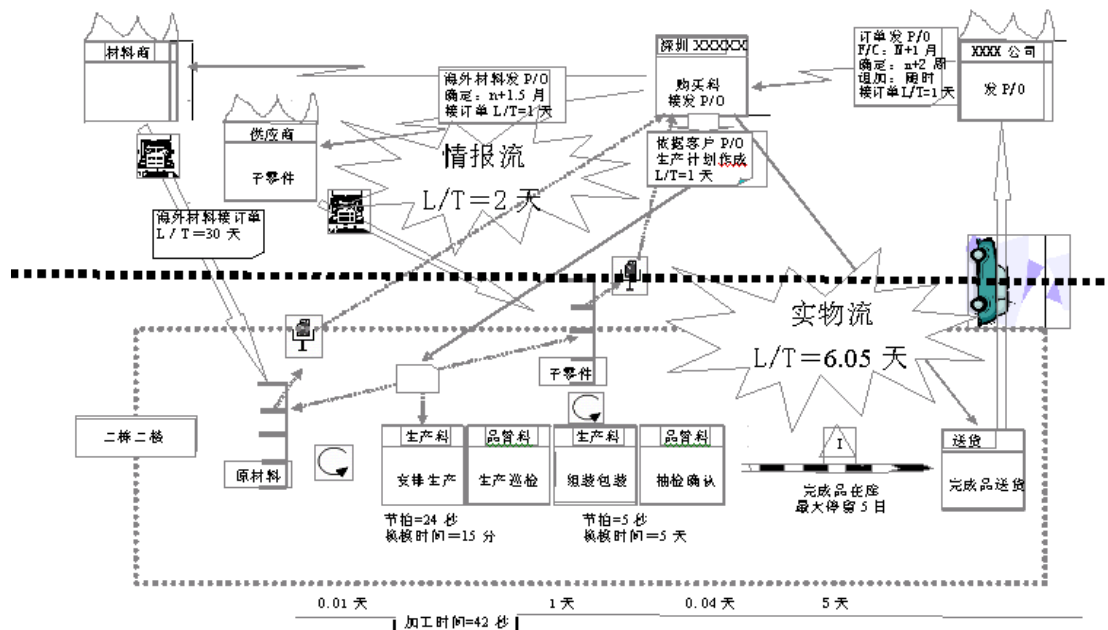 材料商
深圳 XXXXX
购买科
接发 P/O
订单发 P/O
F/C: N+1 月
确定: n+2 周
追加: 随时
接订单 L/T=1 天
XXXX 公司
发 P/O
海外材料发 P/O
确定: n+1.5 月
接订单 L/T=1 天
供应商
子零件
情报流
L/T=2 天
依据客户 P/O
生产计划作成
L/T=1 天
海外材料接订单
L / T=30 天
实物流
L/T=6.05 天
子零件
二栋二楼
原材料
生产科
安排生产
品管科
生产巡检
生产科
组装包装
品管科
抽检确认
I
送货
完成品送货
完成品在库
最大停留 5 日
节拍=24 秒
换模时间=15 分
节拍=5 秒
换模时间=5 天
0.01 天
1 天
0.04 天
5 天
加工时间=42 秒